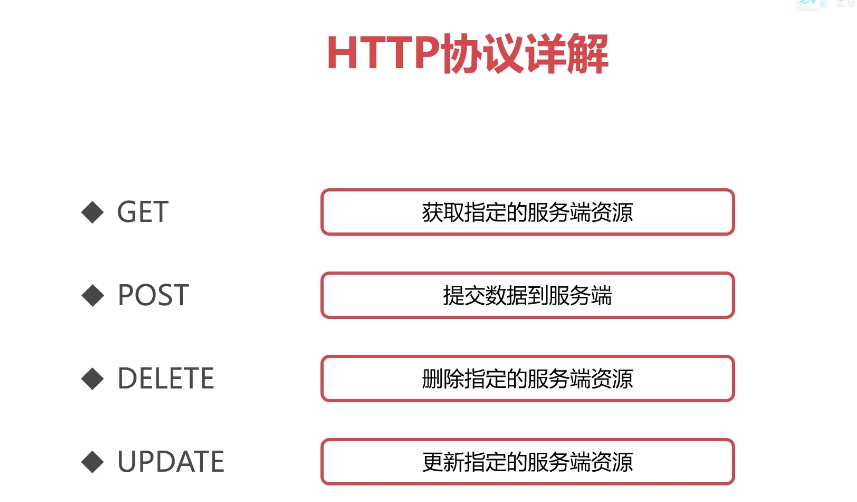 HTTP协议详解
GET 获取指定的服务端资源
POST 提交数据到服务端
DELETE 删除指定的服务端资源
UPDATE 更新指定的服务端资源